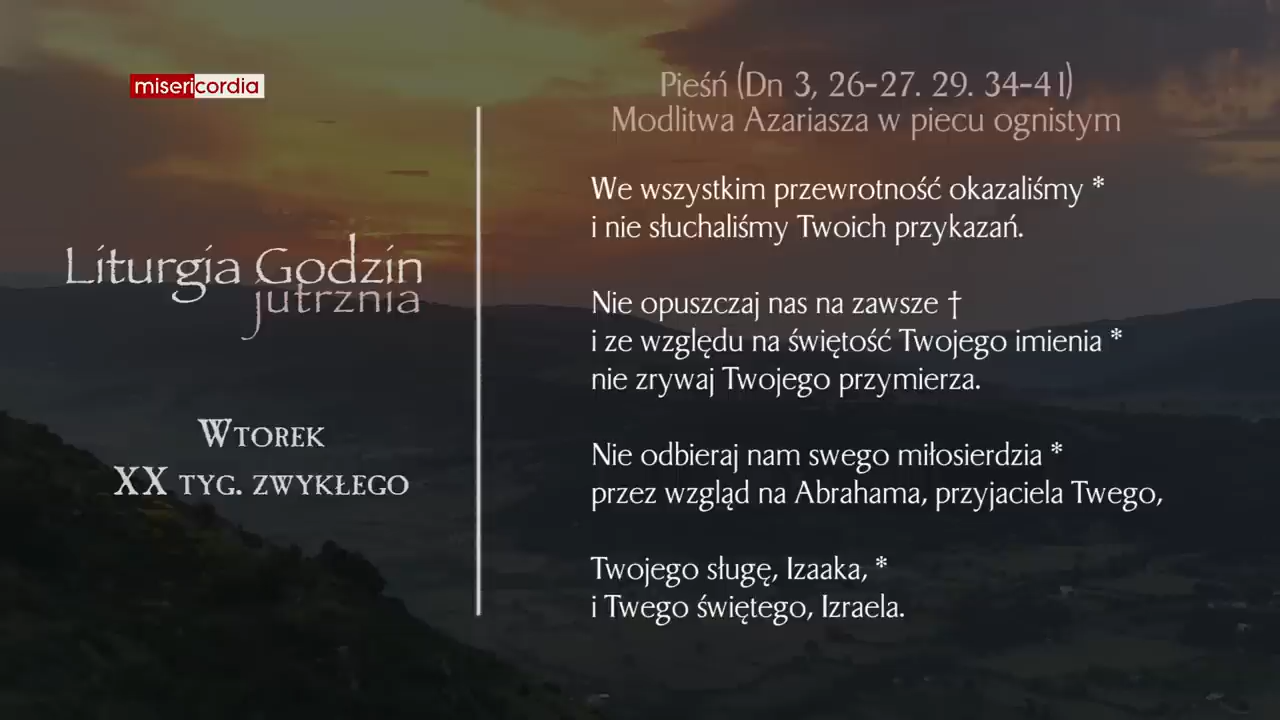 misericordia
Liturgia Godzin
jutrznia
Wtorek
XX tyg. zwykłego
Pieśń (Dn 3, 26-27. 29. 34-41)
Modlitwa Azariasza w piecu ognistym
We wszystkim przewrotność okazaliśmy *
i nie słuchaliśmy Twoich przykazań.
Nie opuszczaj nas na zawsze †
i ze względu na świętość Twojego imienia *
nie zrywaj Twojego przymierza.
Nie odbieraj nam swego miłosierdzia *
przez wzgląd na Abrahama, przyjaciela Twego,
Twojego sługę, Izaaka, *
i Twego świętego, Izraela.